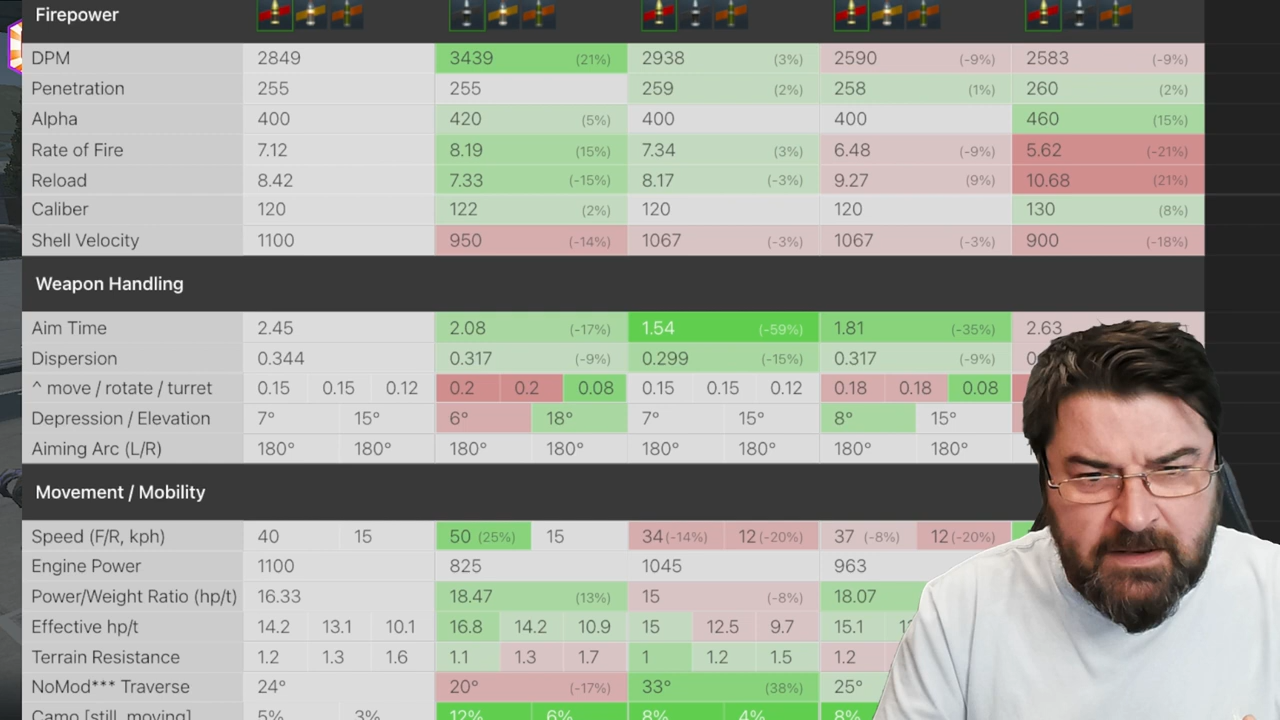 Firepower
DPM 2849 3439 (21%) 2938 (3%) 2590 (-9%) 2583 (-9%)
Penetration 255 255 259 (2%) 258 (1%) 260 (2%)
Alpha 400 420 (5%) 400 400 460 (15%)
Rate of Fire 7.12 8.19 (15%) 7.34 (3%) 6.48 (-9%) 5.62 (-21%)
Reload 8.42 7.33 (-15%) 8.17 (-3%) 9.27 (9%) 10.68 (21%)
Caliber 120 122 (2%) 120 120 130 (8%)
Shell Velocity 1100 950 (-14%) 1067 (-3%) 1067 (-3%) 900 (-18%)
Weapon Handling
Aim Time 2.45 2.08 (-17%) 1.54 (-59%) 1.81 (-35%) 2.63
Dispersion 0.344 0.317 (-9%) 0.299 (-15%) 0.317 (-9%)
^ move / rotate / turret 0.15 0.15 0.12 0.2 0.2 0.08 0.15 0.15 0.12 0.18 0.18 0.08
Depression / Elevation 7° 15° 6° 18° 7° 15° 8° 15°
Aiming Arc (L/R) 180° 180° 180° 180° 180° 180° 180° 180°
Movement / Mobility
Speed (F/R, kph) 40 15 50 (25%) 15 34(-14%) 12(-20%) 37 (-8%) 12(-20%)
Engine Power 1100 825 1045 963
Power/Weight Ratio (hp/t) 16.33 18.47 (13%) 15 (-8%) 18.07
Effective hp/t 14.2 13.1 10.1 16.8 14.2 10.9 15 12.5 9.7 15.1
Terrain Resistance 1.2 1.3 1.6 1.1 1.3 1.7 1 1.2 1.5 1.2
NoMod*** Traverse 24° 20° (-17%) 33° (38%) 25°
Camo [still, moving] 5% 3% 12% 6% 8% 4% 8%